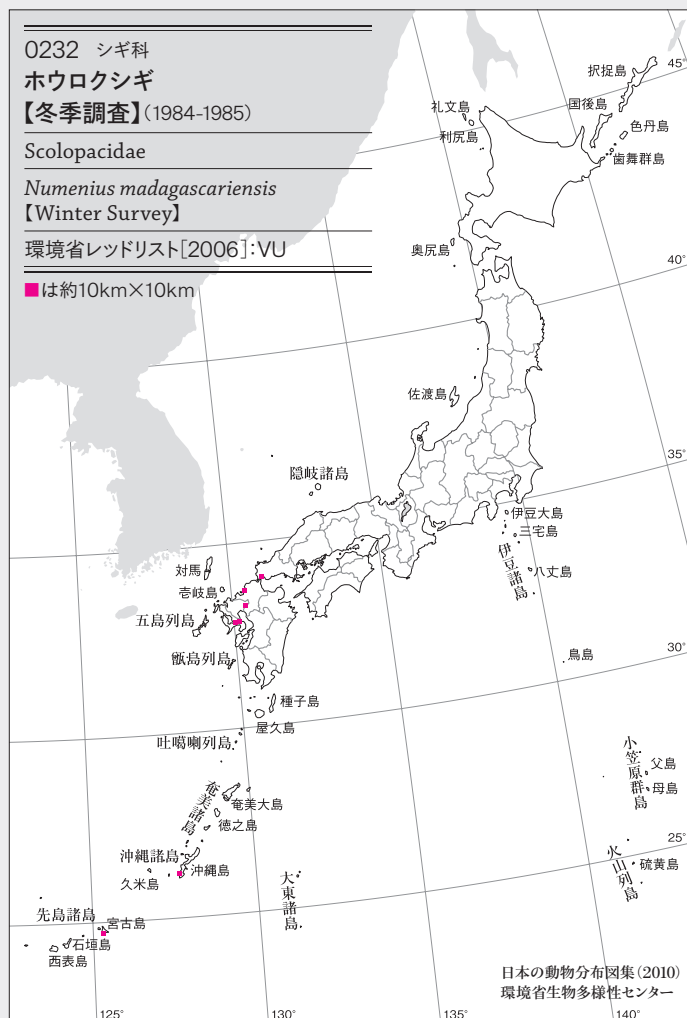 0232 シギ科
ホウロクシギ
【冬季調査】(1984-1985)
Scolopacidae
Numenius madagascariensis
【Winter Survey】
環境省レッドリスト[2006]:VU
■は約10km×10km
択捉島
45°
国後島
礼文島
色丹島
利尻島
歯舞群島
奥尻島
40°
佐渡島
35°
隠岐諸島
伊豆大島
三宅島
伊豆諸島
八丈島
対馬
壱岐島
五島列島
甑島列島
鳥島
30°
種子島
屋久島
吐噶喇列島
小笠原群島
父島
母島
奄美諸島
奄美大島
徳之島
25°
沖縄諸島
沖縄島
久米島
大東諸島
火山列島
硫黄島
先島諸島
宮古島
石垣島
西表島
日本の動物分布図集(2010)
環境省生物多様性センター
125°
130°
135°
140°